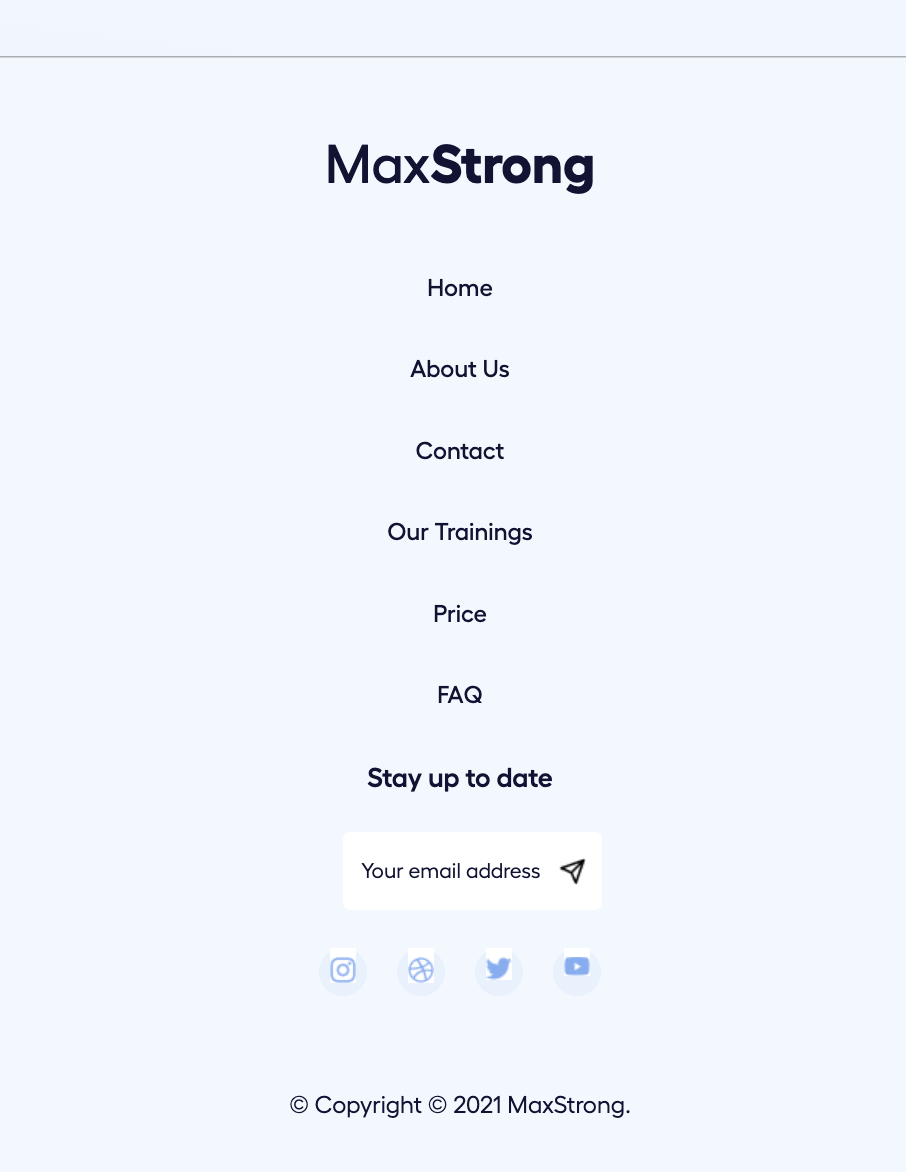 MaxStrong
Home
About Us
Contact
Our Trainings
Price
FAQ
Stay up to date
Your email address
© Copyright © 2021 MaxStrong.